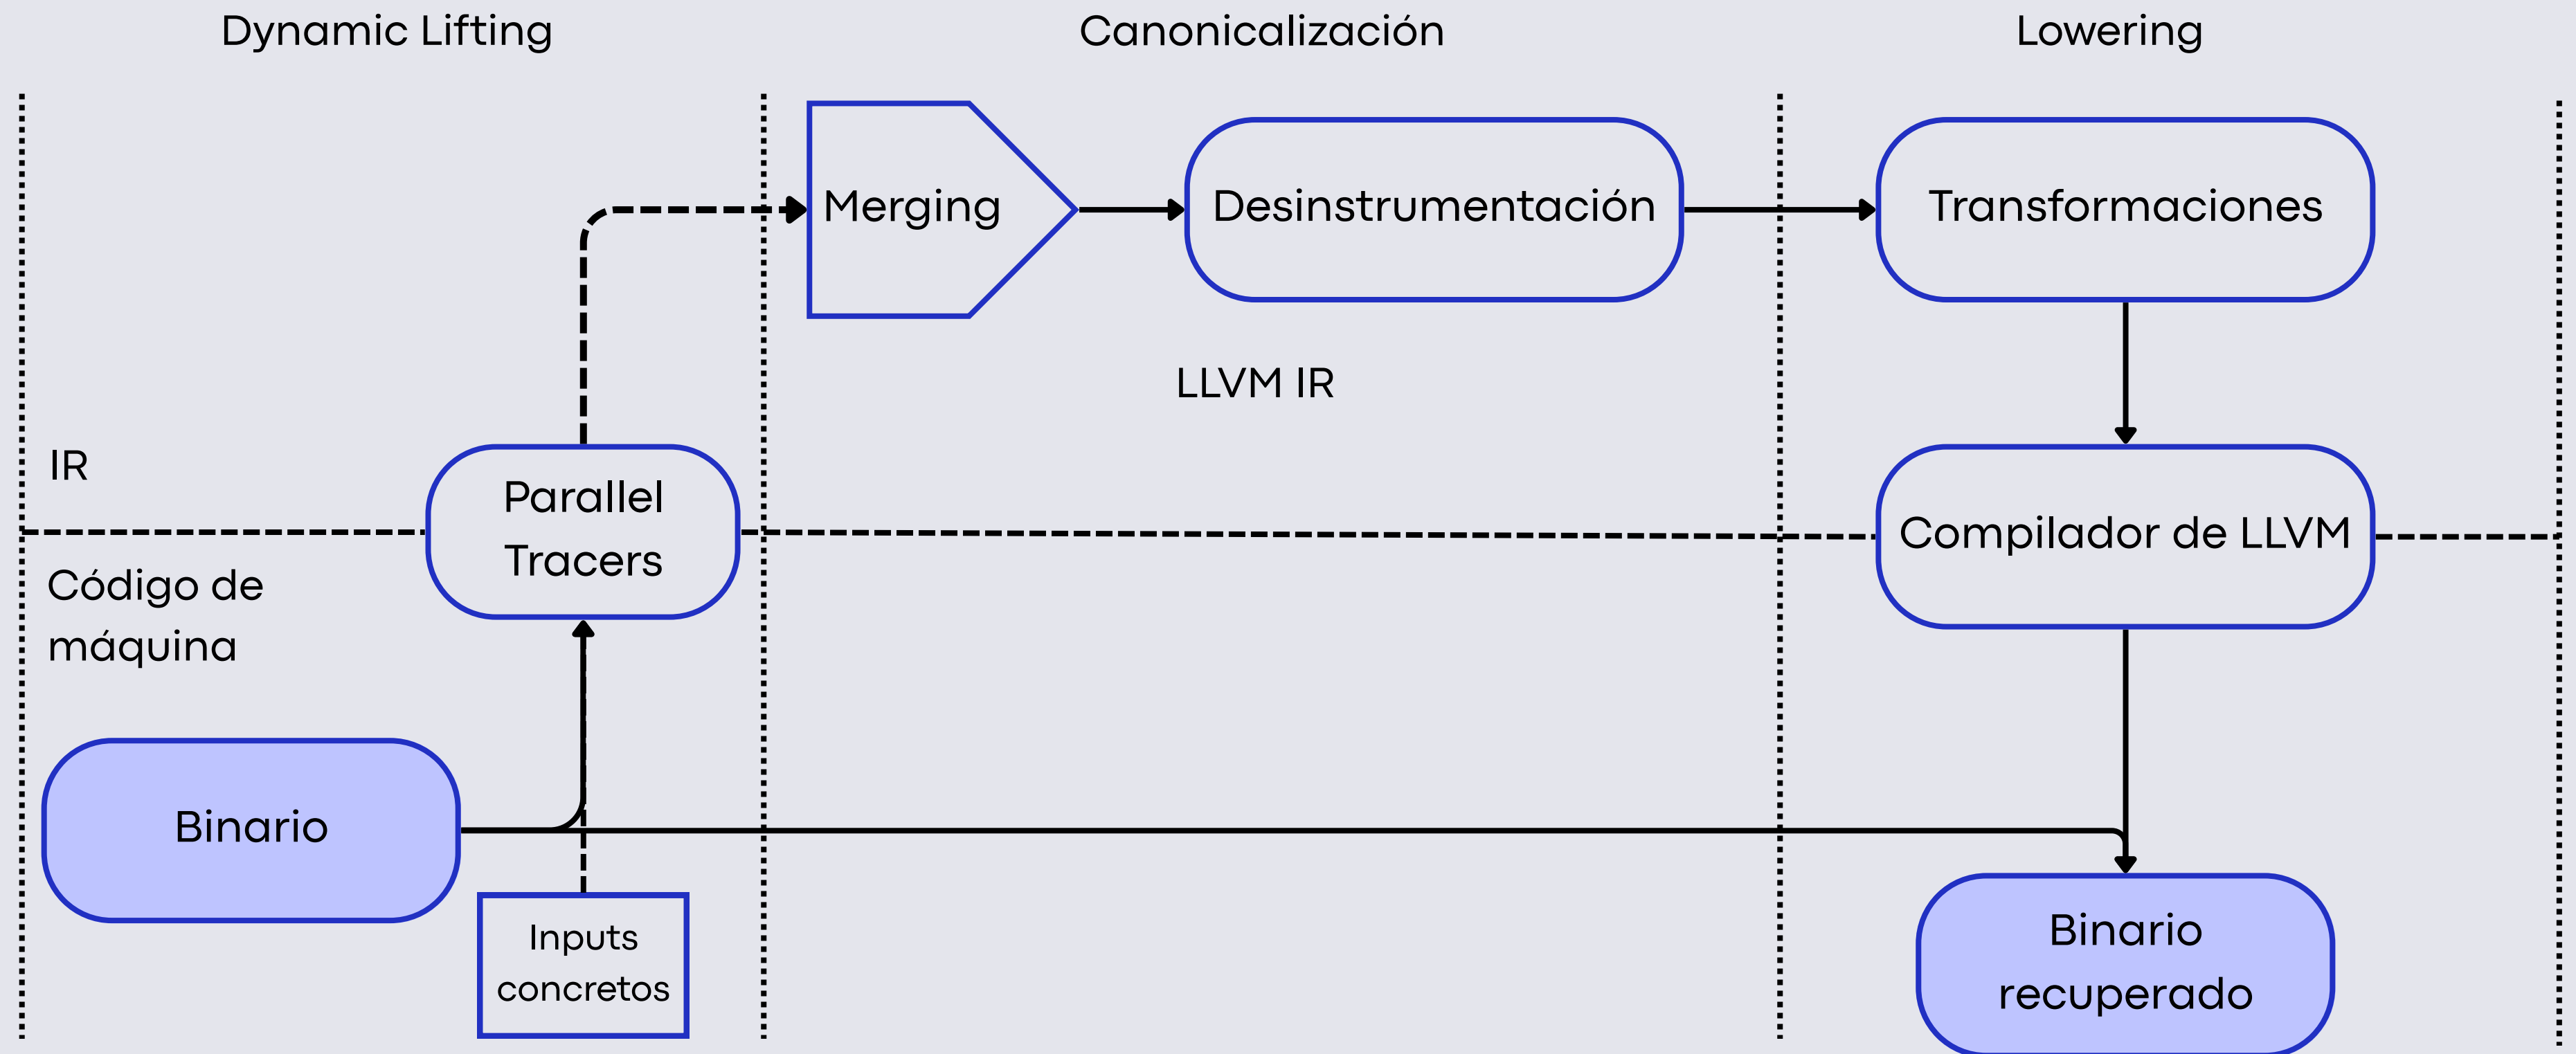 Dynamic Lifting
Canonicalización
Lowering
Merging
Desinstrumentación
Transformaciones
LLVM IR
IR
Parallel
Tracers
Compilador de LLVM
Código de
máquina
Binario
Inputs
concretos
Binario
recuperado